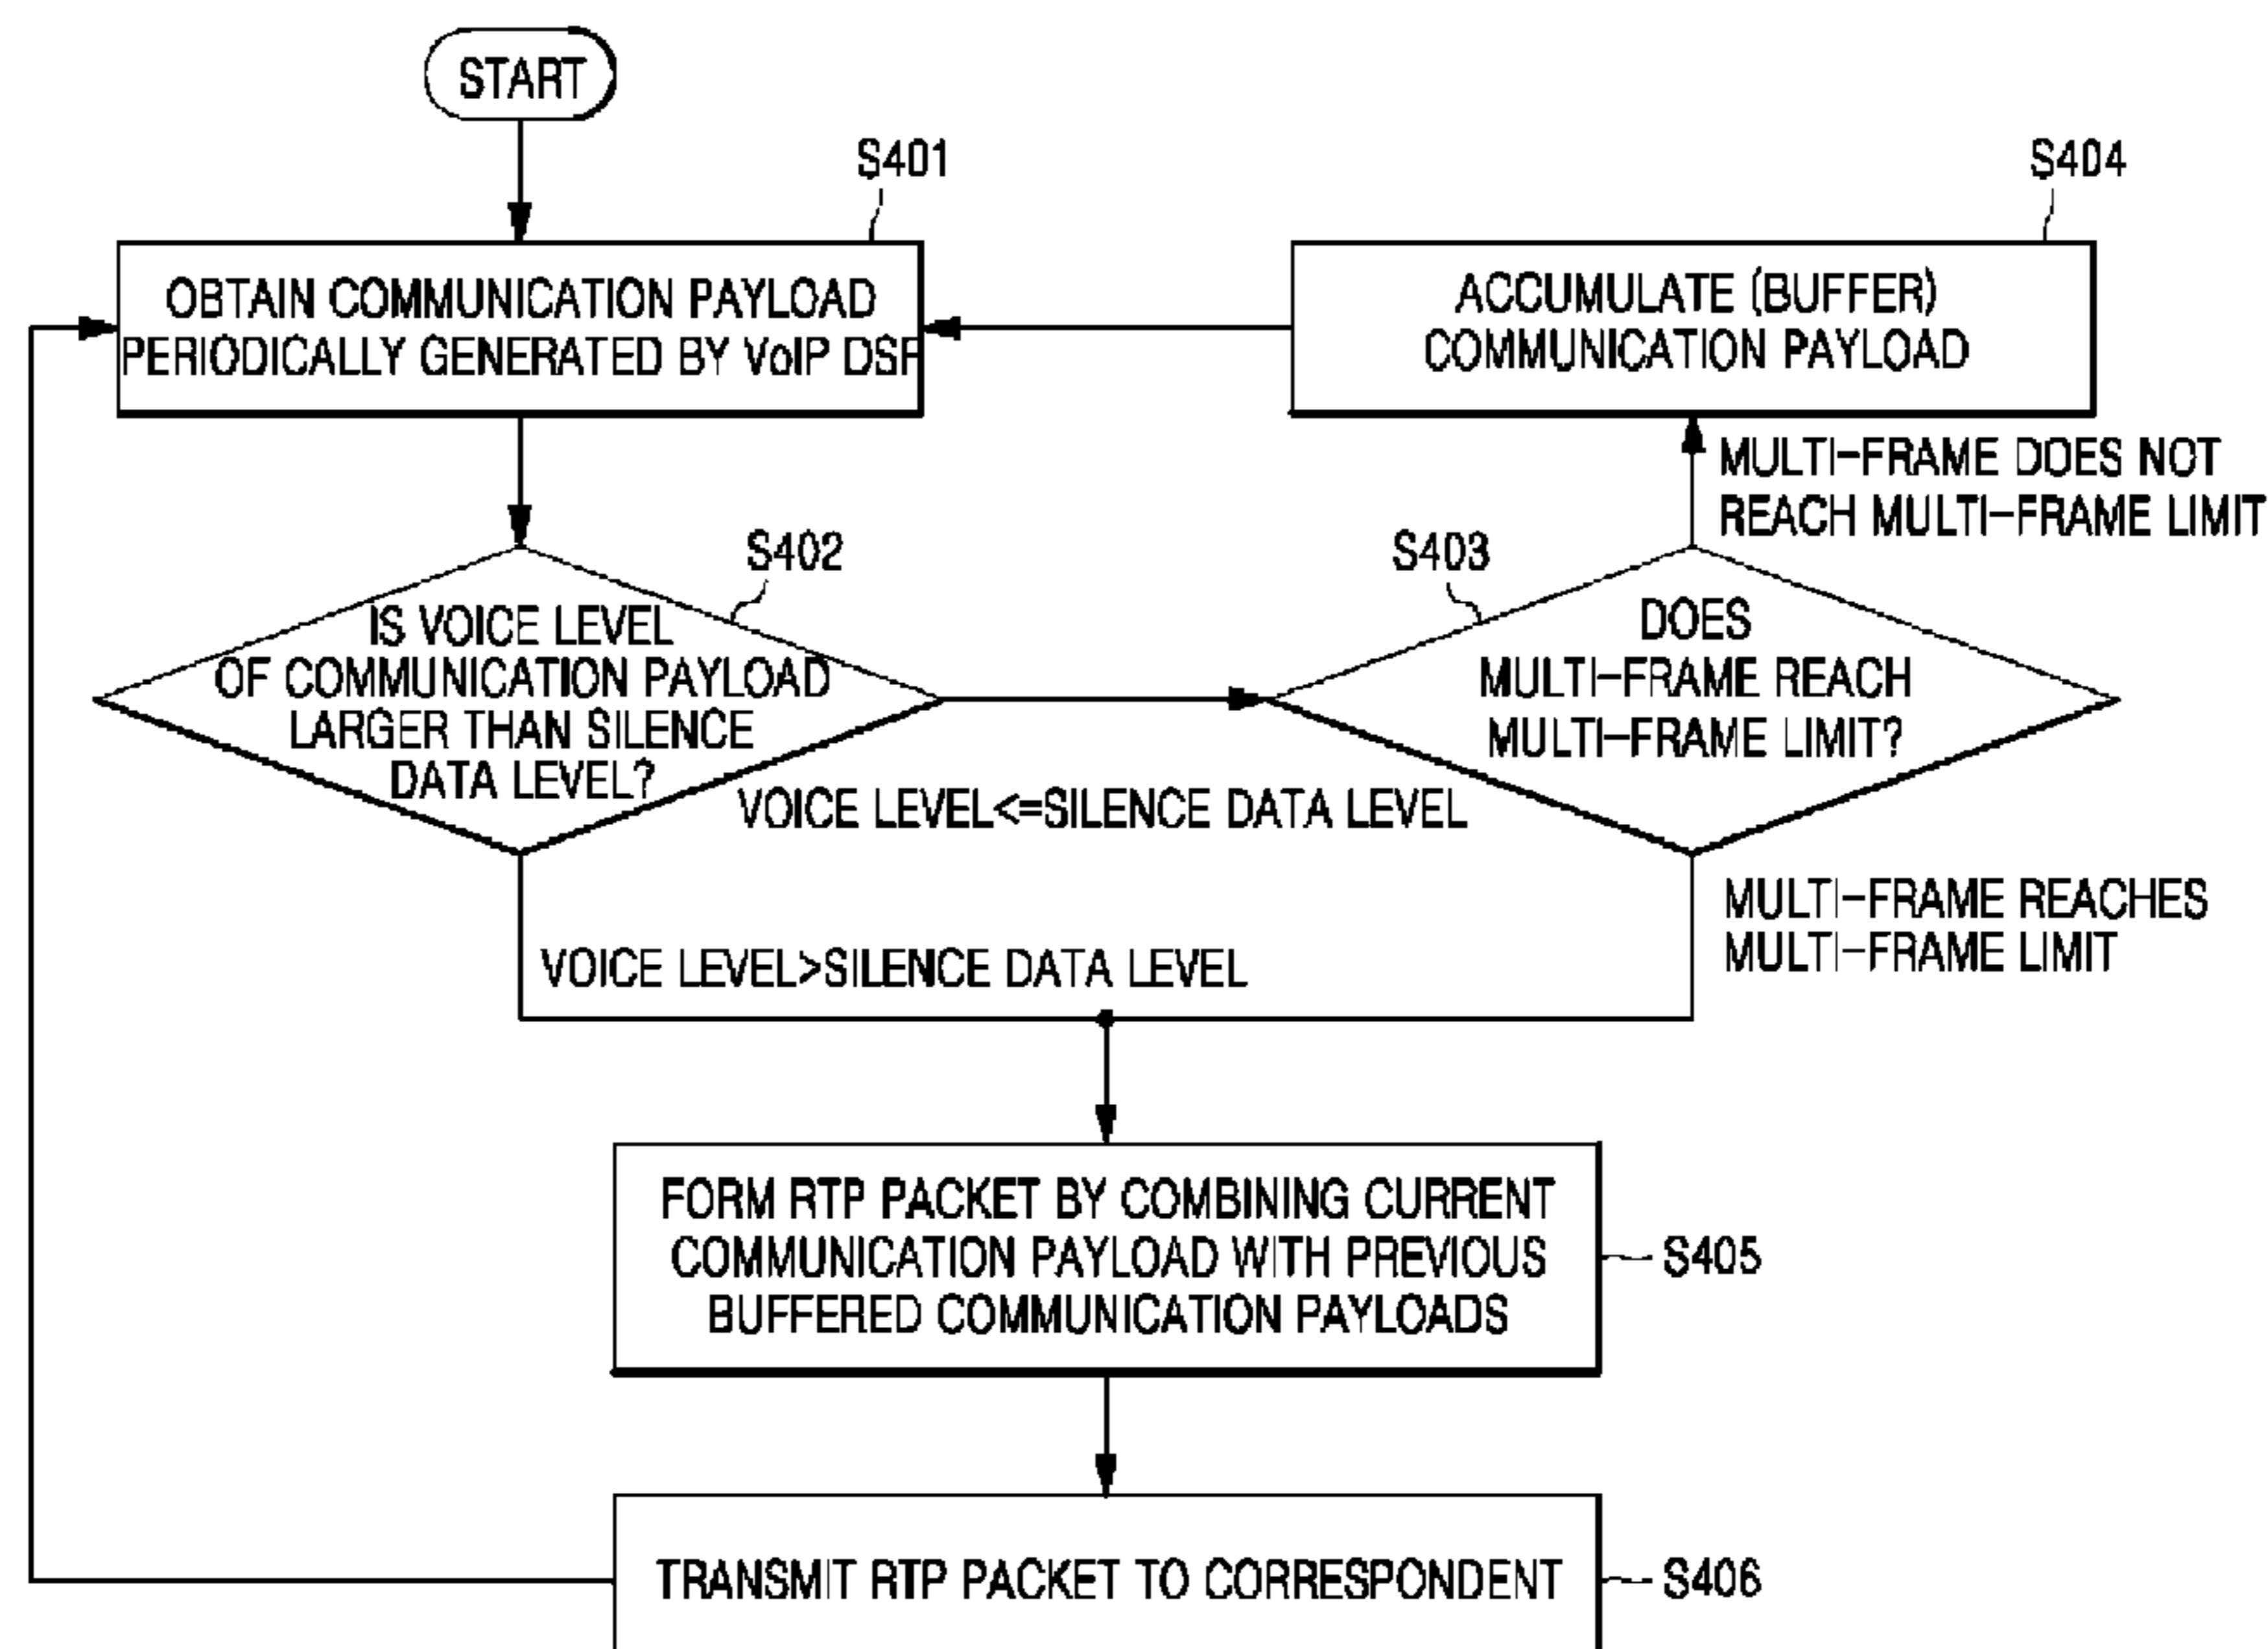 START
S401
OBTAIN COMMUNICATION PAYLOAD
PERIODICALLY GENERATED BY VoIP DSP
S404
ACCUMULATE (BUFFER)
COMMUNICATION PAYLOAD
MULTI-FRAME DOES NOT
REACH MULTI-FRAME LIMIT
S402
IS VOICE LEVEL
OF COMMUNICATION PAYLOAD
LARGER THAN SILENCE
DATA LEVEL?
S403
DOES
MULTI-FRAME REACH
MULTI-FRAME LIMIT?
VOICE LEVEL<=SILENCE DATA LEVEL
VOICE LEVEL>SILENCE DATA LEVEL
MULTI-FRAME REACHES
MULTI-FRAME LIMIT
FORM RTP PACKET BY COMBINING CURRENT
COMMUNICATION PAYLOAD WITH PREVIOUS
BUFFERED COMMUNICATION PAYLOADS
S405
TRANSMIT RTP PACKET TO CORRESPONDENT
S406